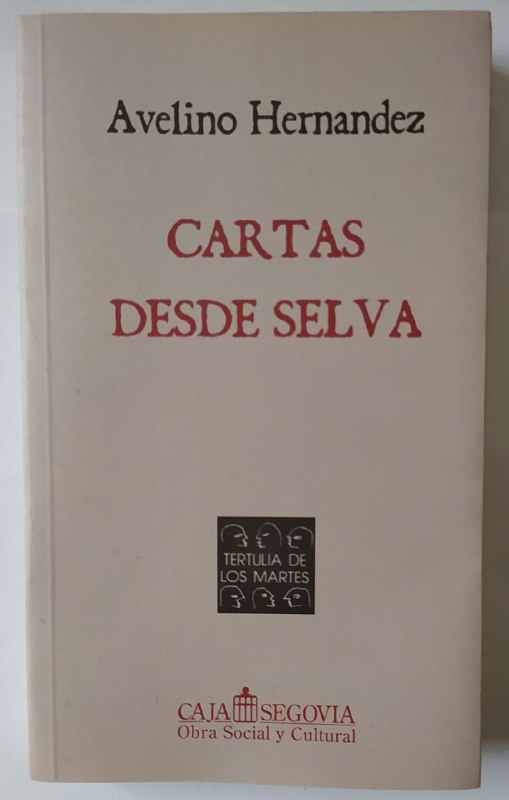 Avelino Hernandez
CARTAS
DESDE SELVA
TERTULIA DE
LOS MARTES
CAJA SEGOVIA
Obra Social y Cultural